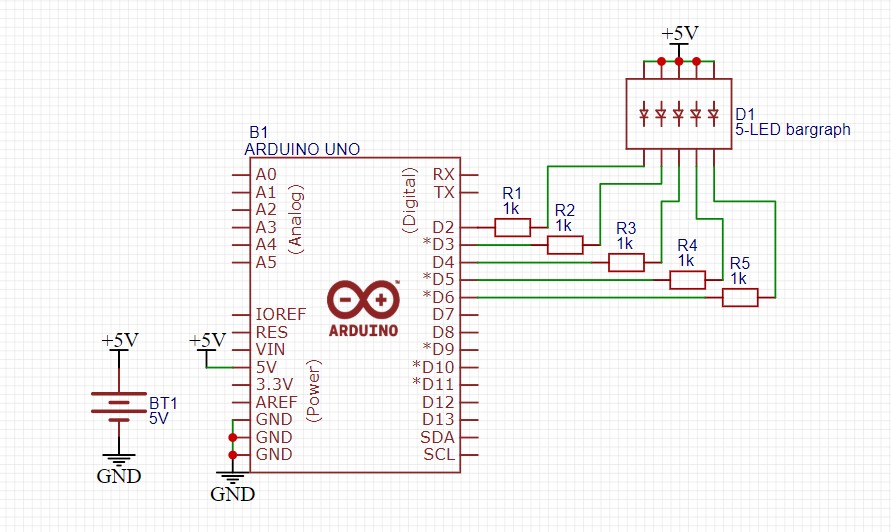 +5V
D1
5-LED bargraph
B1
ARDUINO UNO
A0
A1
A2
A3
A4
A5
(Analog)
IOREF
RES
VIN
5V
3.3V
AREF
GND
GND
GND
(Power)
(Digital)
RX
TX
D2
*D3
D4
*D5
*D6
D7
D8
*D9
*D10
*D11
D12
D13
SDA
SCL
™
ARDUINO
R1
1k
R2
1k
R3
1k
R4
1k
R5
1k
+5V
+5V
BT1
5V
GND
GND